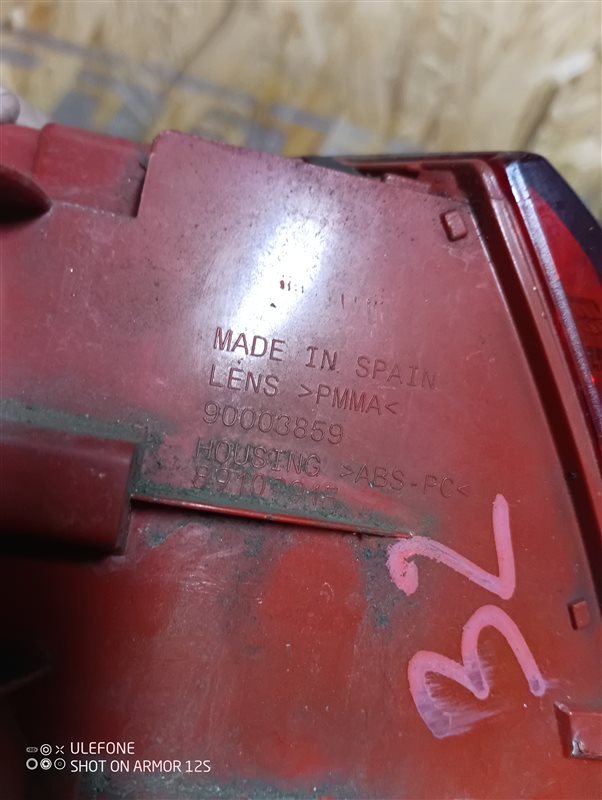 MADE IN SPAIN
LENS >PMMA<
90003859
HOUSING >ABS-PC<
32
ULEFONE
SHOT ON ARMOR 12S